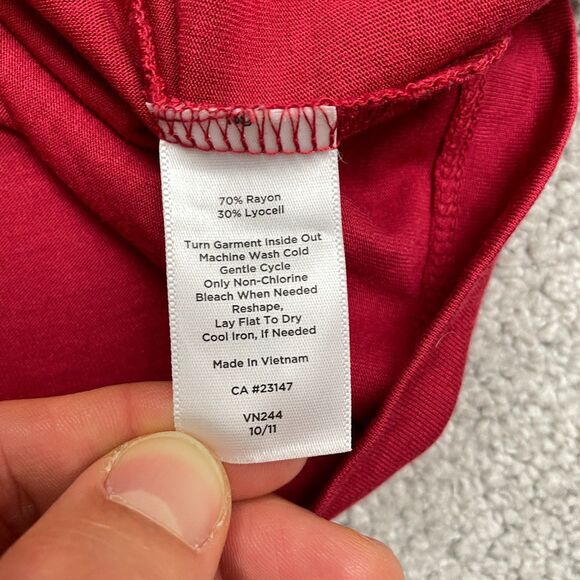 70% Rayon
30% Lyocell
Turn Garment Inside Out
Machine Wash Cold
Gentle Cycle
Only Non-Chlorine
Bleach When Needed
Reshape,
Lay Flat To Dry
Cool Iron, if Needed
Made In Vietnam
CA #23147
VN244
10/11